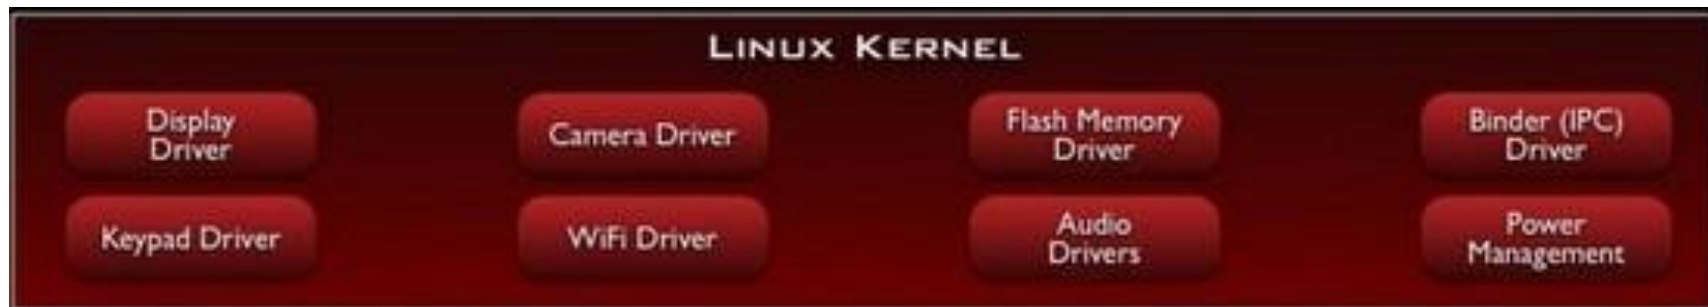 LINUX KERNEL
Display
Driver
Camera Driver
Flash Memory
Driver
Binder (IPC)
Driver
Keypad Driver
WiFi Driver
Audio
Drivers
Power
Management